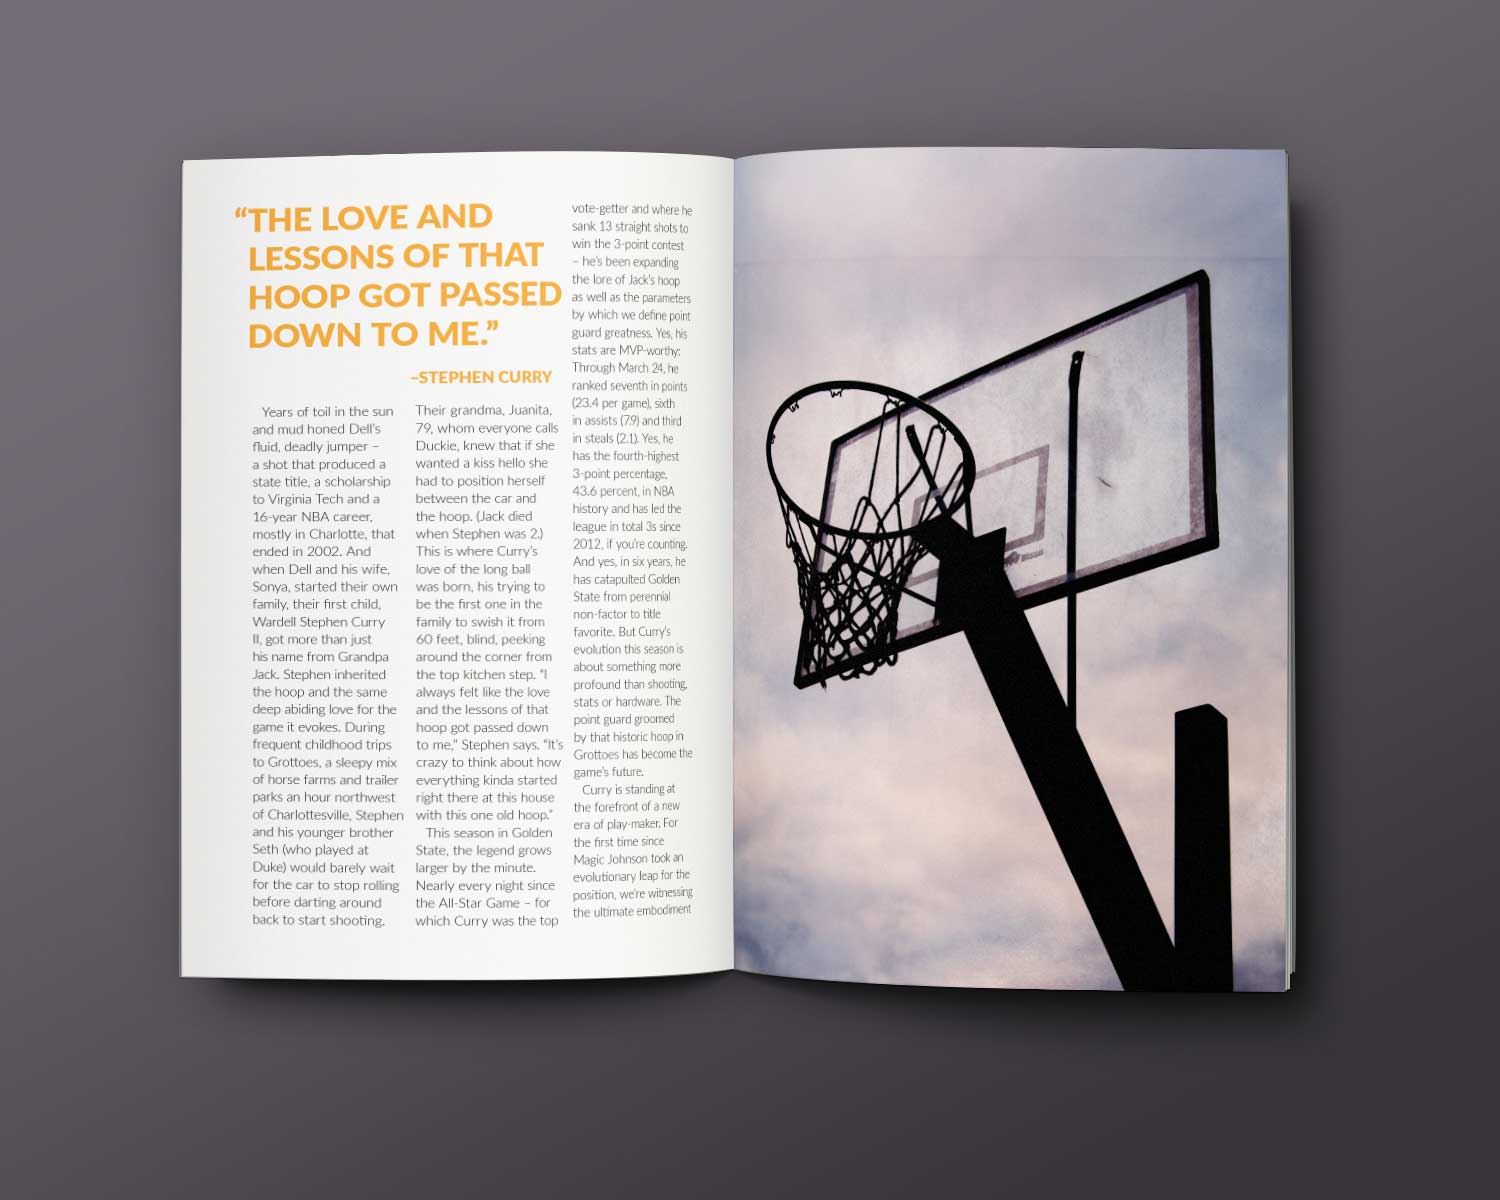 “THE LOVE AND
LESSONS OF THAT
HOOP GOT PASSED
DOWN TO ME.”
–STEPHEN CURRY
Years of toil in the sun
and mud honed Dell’s
fluid, deadly jumper –
a shot that produced a
state title, a scholarship
to Virginia Tech and a
16-year NBA career,
mostly in Charlotte, that
ended in 2002. And
when Dell and his wife,
Sonya, started their own
family, their first child,
Wardell Stephen Curry
II, got more than just
his name from Grandpa
Jack. Stephen inherited
the hoop and the same
deep abiding love for the
game it evokes. During
frequent childhood trips
to Grottoes, a sleepy mix
of horse farms and trailer
parks an hour northwest
of Charlottesville, Stephen
and his younger brother
Seth (who played at
Duke) would barely wait
for the car to stop rolling
before darting around
back to start shooting.
Their grandma, Juanita,
79, whom everyone calls
Duckie, knew that if she
wanted a kiss hello she
had to position herself
between the car and
the hoop. (Jack died
when Stephen was 2.)
This is where Curry’s
love of the long ball
was born, his trying to
be the first one in the
family to swish it from
60 feet, blind, peeking
around the corner from
the top kitchen step. “I
always felt like the love
and the lessons of that
hoop got passed down
to me,” Stephen says. “It’s
crazy to think about how
everything kinda started
right there at this house
with this one old hoop.”
This season in Golden
State, the legend grows
larger by the minute.
Nearly every night since
the All-Star Game – for
which Curry was the top
vote-getter and where he
sank 13 straight shots to
win the 3-point contest
– he’s been expanding
the lore of Jack’s hoop
as well as the parameters
by which we define point
guard greatness. Yes, his
stats are MVP-worthy:
Through March 24, he
ranked seventh in points
(23.4 per game), sixth
in assists (7.9) and third
in steals (2.1). Yes, he
has the fourth-highest
3-point percentage,
43.6 percent, in NBA
history and has led the
league in total 3s since
2012, if you’re counting.
And yes, in six years, he
has catapulted Golden
State from perennial
non-factor to title
favorite. But Curry’s
evolution this season is
about something more
profound than shooting,
stats or hardware. The
point guard groomed
by that historic hoop in
Grottoes has become the
game’s future.
Curry is standing at
the forefront of a new
era of play-maker. For
the first time since
Magic Johnson took an
evolutionary leap for the
position, we’re witnessing
the ultimate embodiment